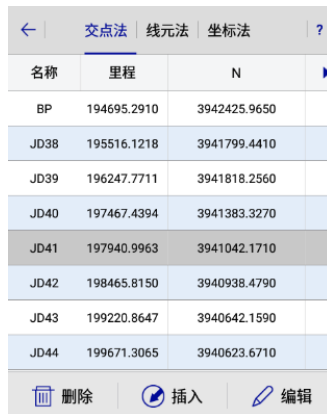 ← 交点法 线元法 坐标法 ?
名称 里程 N
BP 194695.2910 3942425.9650
JD38 195516.1218 3941799.4410
JD39 196247.7711 3941818.2560
JD40 197467.4394 3941383.3270
JD41 197940.9963 3941042.1710
JD42 198465.8150 3940938.4790
JD43 199220.8647 3940642.1590
JD44 199671.3065 3940623.6710
删除 插入 编辑